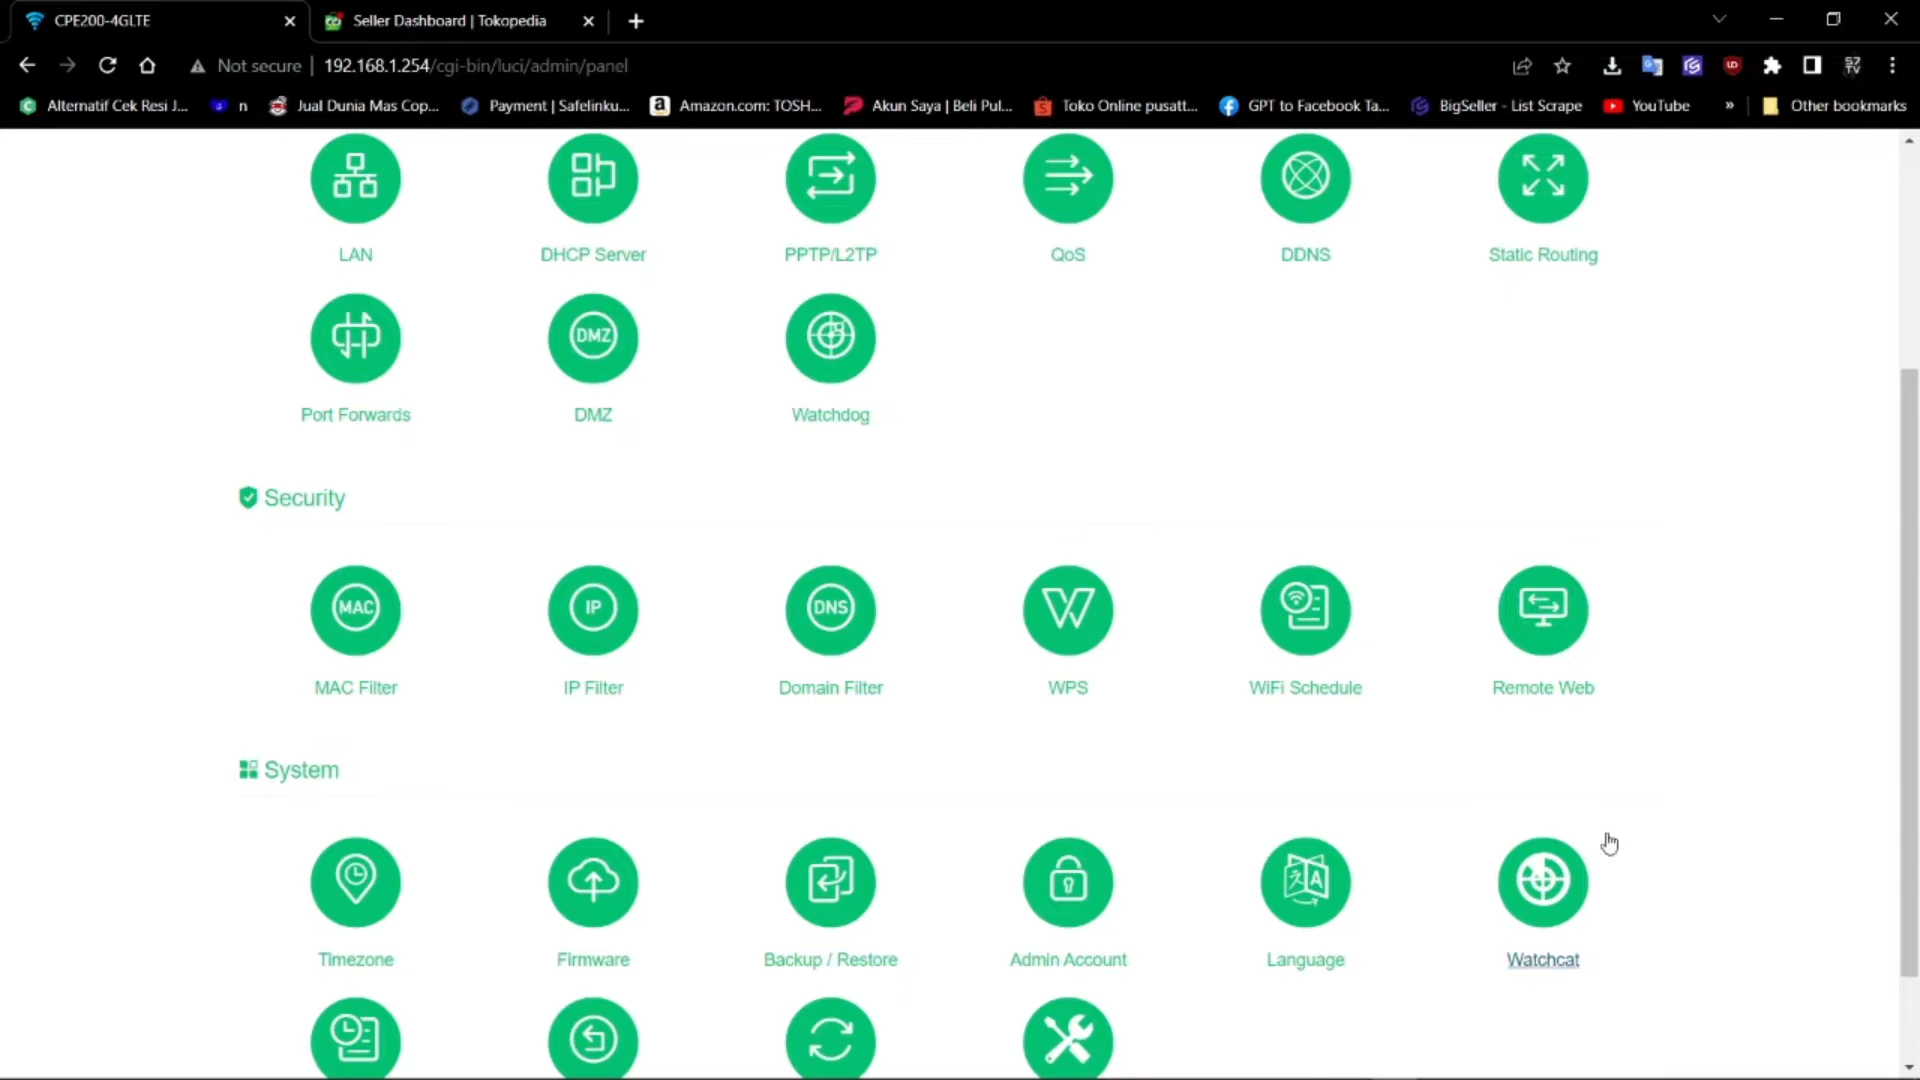 CPE200-4GLTE
Seller Dashboard | Tokopedia
Not secure | 192.168.1.254/cgi-bin/luci/admin/panel
Alternatif Cek Resi J... n Jual Dunia Mas Cop... Payment | Safelinku... Amazon.com: TOSH... Akun Saya | Beli Pul... Toko Online pusatt... GPT to Facebook Ta... BigSeller - List Scrape YouTube » Other bookmarks
LAN DHCP Server PPTP/L2TP QoS DDNS Static Routing
DMZ
Port Forwards DMZ Watchdog
Security
MAC IP DNS
MAC Filter IP Filter Domain Filter WPS WiFi Schedule Remote Web
System
Timezone Firmware Backup / Restore Admin Account Language Watchcat